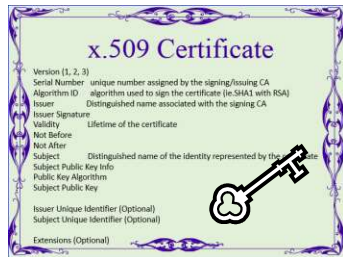 x.509 Certificate
Version (1, 2, 3)
Serial Number unique number assigned by the signing/issuing CA
Algorithm ID algorithm used to sign the certificate (ie.SHA1 with RSA)
Issuer Distinguished name associated with the signing CA
Issuer Signature
Validity Lifetime of the certificate
Not Before
Not After
Subject Distinguished name of the identity represented by the
Subject Public Key Info
Public Key Algorithm
Subject Public Key
Issuer Unique Identifier (Optional)
Subject Unique Identifier (Optional)
Extensions (Optional)